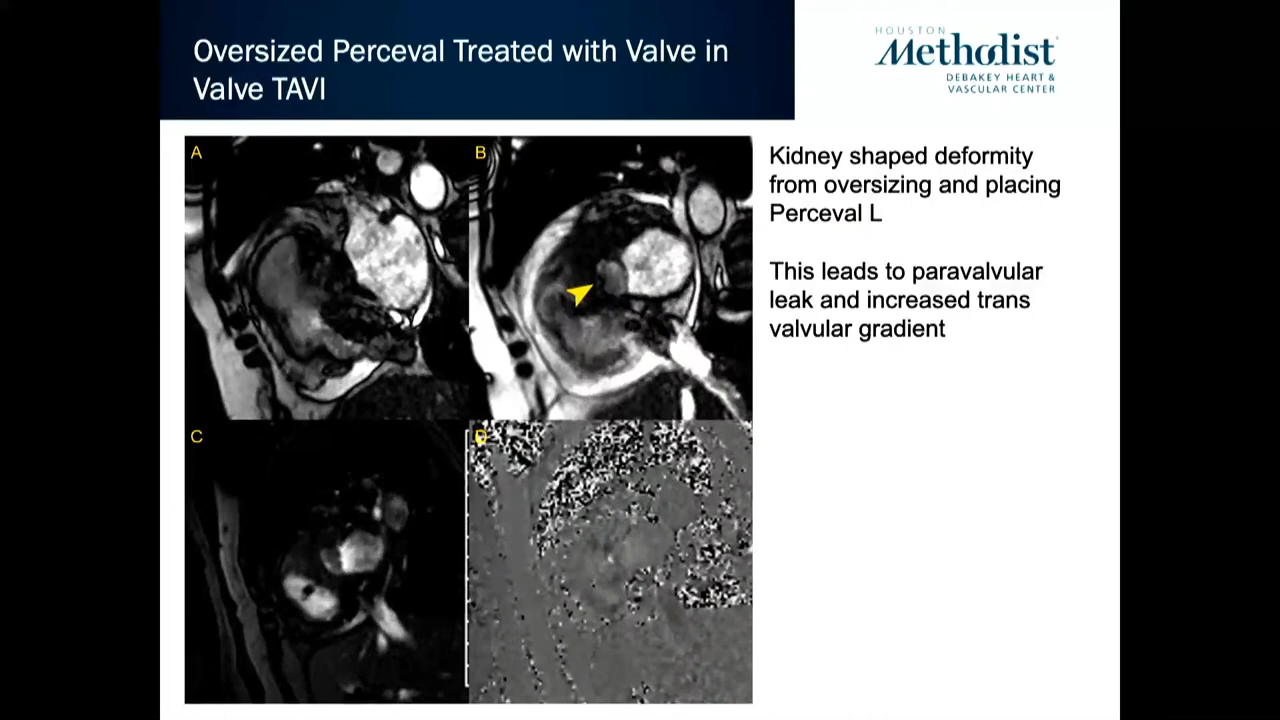 Oversized Perceval Treated with Valve in
Valve TAVI
HOUSTON
Methodist
DEBAKEY HEART &
VASCULAR CENTER
A
B
C
D
Kidney shaped deformity
from oversizing and placing
Perceval L
This leads to paravalvular
leak and increased trans
valvular gradient